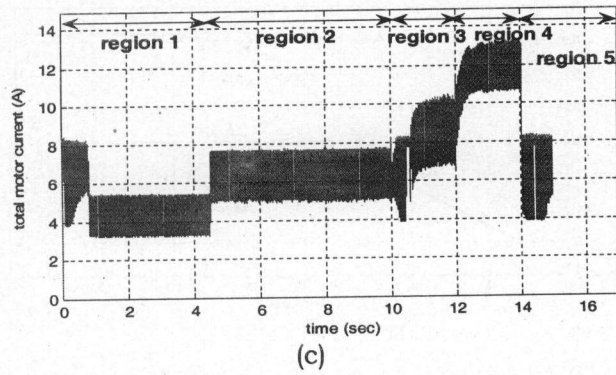 14
12
10
8
6
4
2
0
total motor current (A)
region 1
region 2
region 3
region 4
region 5
0
2
4
6
8
10
12
14
16
time (sec)
(c)